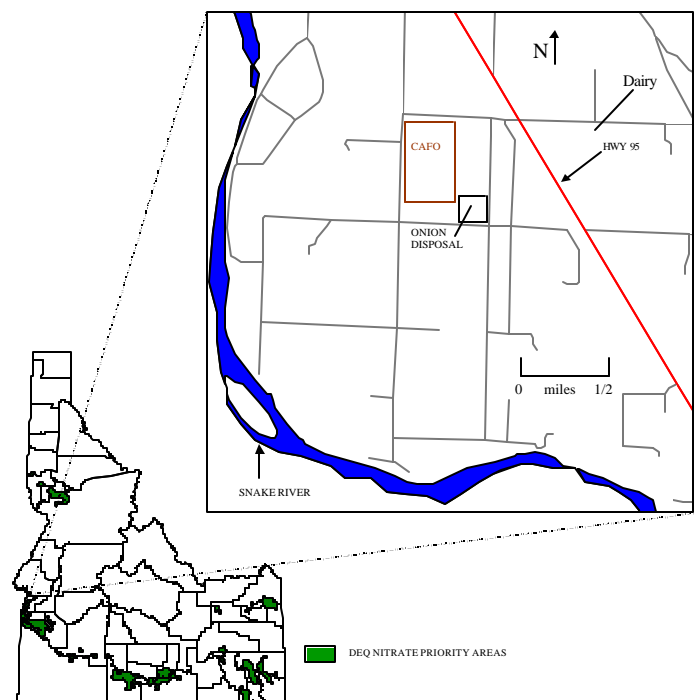 N
Dairy
HWY 95
CAFO
ONION
DISPOSAL
0 miles 1/2
SNAKE RIVER
DEQ NITRATE PRIORITY AREAS